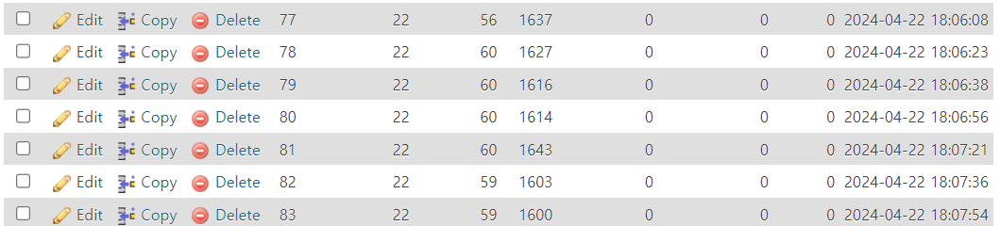 Edit Copy Delete 77 22 56 1637 0 0 0 2024-04-22 18:06:08
Edit Copy Delete 78 22 60 1627 0 0 0 2024-04-22 18:06:23
Edit Copy Delete 79 22 60 1616 0 0 0 2024-04-22 18:06:38
Edit Copy Delete 80 22 60 1614 0 0 0 2024-04-22 18:06:56
Edit Copy Delete 81 22 60 1643 0 0 0 2024-04-22 18:07:21
Edit Copy Delete 82 22 59 1603 0 0 0 2024-04-22 18:07:36
Edit Copy Delete 83 22 59 1600 0 0 0 2024-04-22 18:07:54